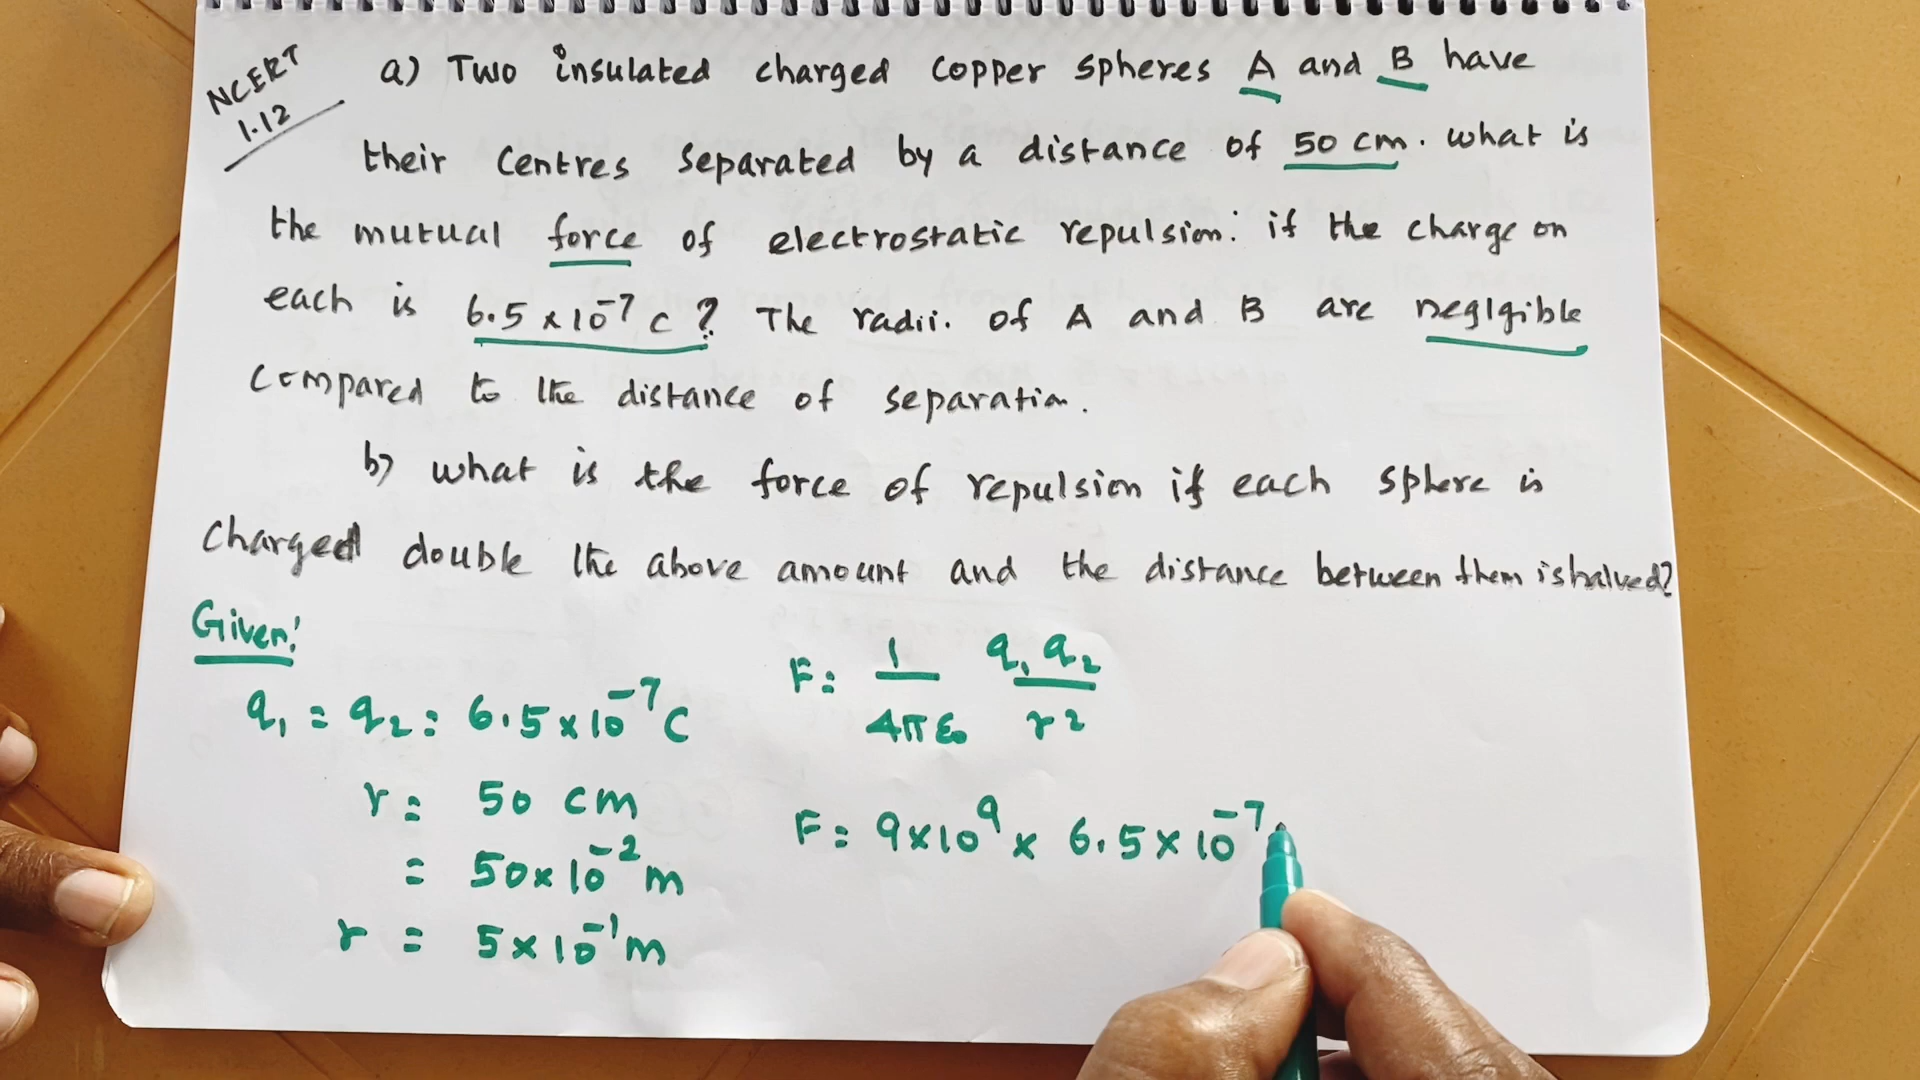 NCERT
1.12
a) Two insulated charged copper spheres A and B have
their centres separated by a distance of 50 cm. what is
the mutual force of electrostatic repulsion: if the charge on
each is 6.5 x 10⁻⁷ C ? The radii. of A and B are neglgible
compared to the distance of separation.
b) what is the force of repulsion if each sphere is
charged double the above amount and the distance between them is halved?
Given:
q₁ = q₂ = 6.5 x 10⁻⁷ C
r = 50 cm
= 50 x 10⁻² m
r = 5 x 10⁻¹ m
F = 1/4πε₀ q₁ q₂/r²
F = 9 x 10⁹ x 6.5 x 10⁻⁷